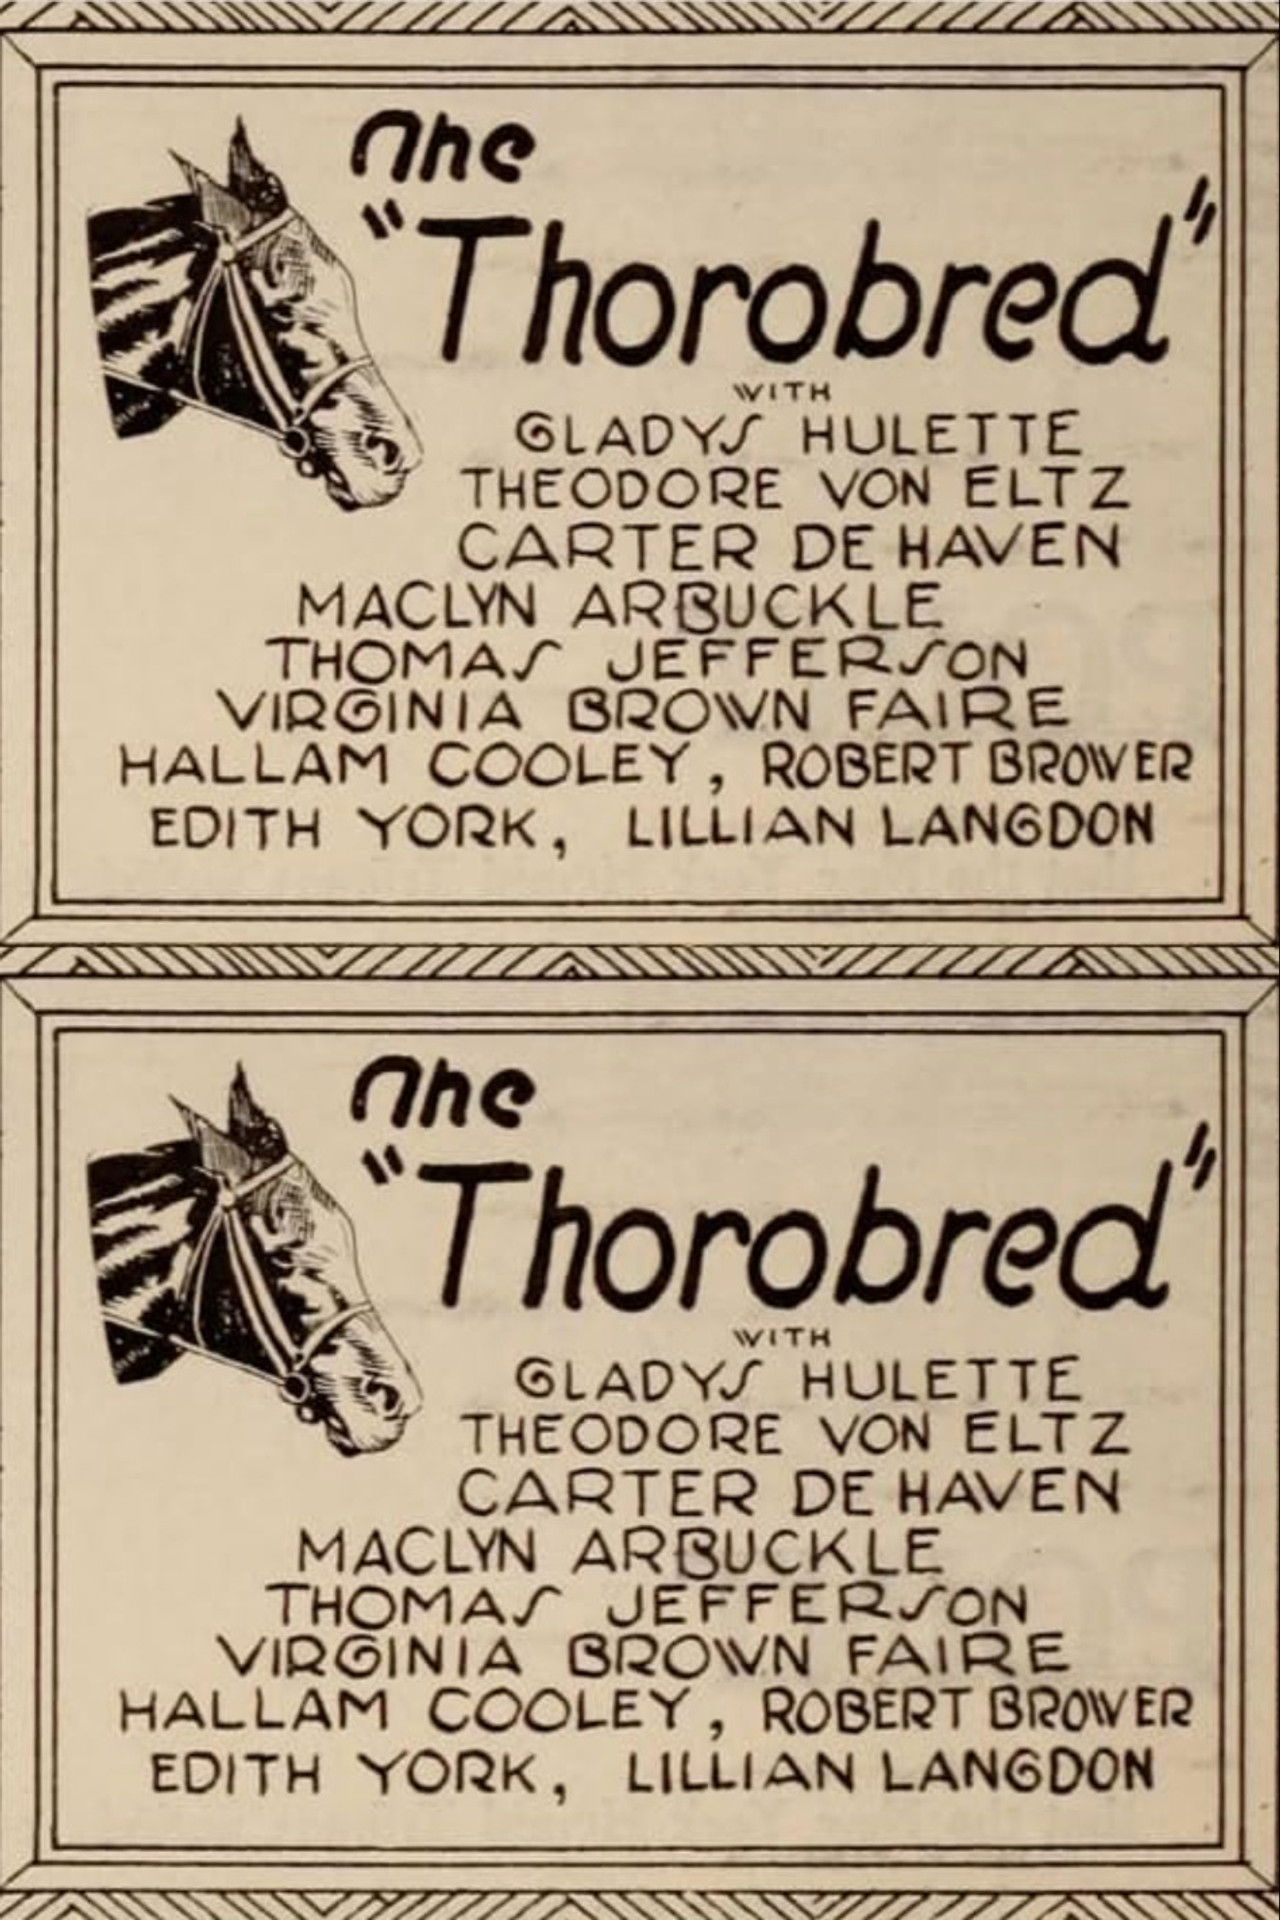 The
"Thorobred"
WITH
GLADYS HULETTE
THEODORE VON ELTZ
CARTER DE HAVEN
MACLYN ARBUCKLE
THOMAS JEFFERSON
VIRGINIA BROWN FAIRE
HALLAM COOLEY, ROBERT BROWER
EDITH YORK, LILLIAN LANGDON
The
"Thorobred"
WITH
GLADYS HULETTE
THEODORE VON ELTZ
CARTER DE HAVEN
MACLYN ARBUCKLE
THOMAS JEFFERSON
VIRGINIA BROWN FAIRE
HALLAM COOLEY, ROBERT BROWER
EDITH YORK, LILLIAN LANGDON